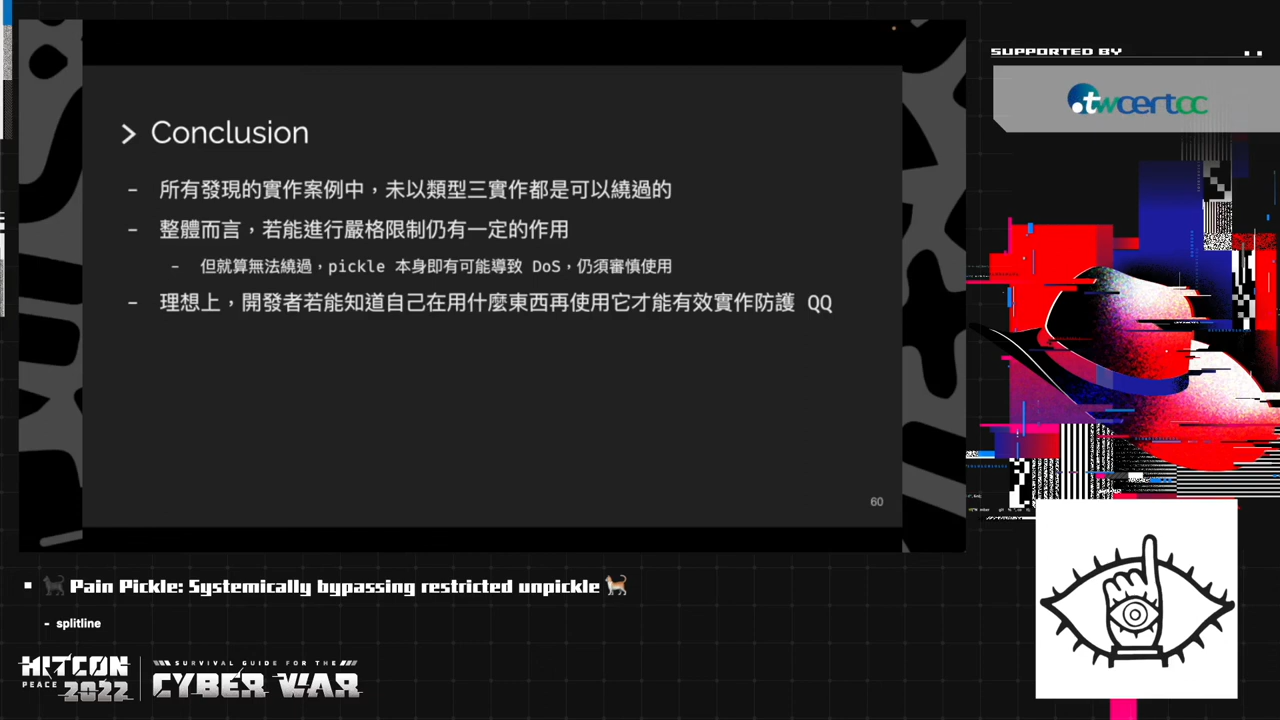 SUPPORTED BY
.twcertcc
> Conclusion
- 所有發現的實作案例中，未以類型三實作都是可以繞過的
- 整體而言，若能進行嚴格限制仍有一定的作用
- 但就算無法繞過，pickle 本身即有可能導致 DoS，仍須審慎使用
- 理想上，開發者若能知道自己在用什麼東西再使用它才能有效實作防護 QQ
60
🐈‍⬛ Pain Pickle: Systemically bypassing restricted unpickle 🐈
- splitline
HITCON
PEACE 2022
SURVIVAL GUIDE FOR THE
CYBER WAR